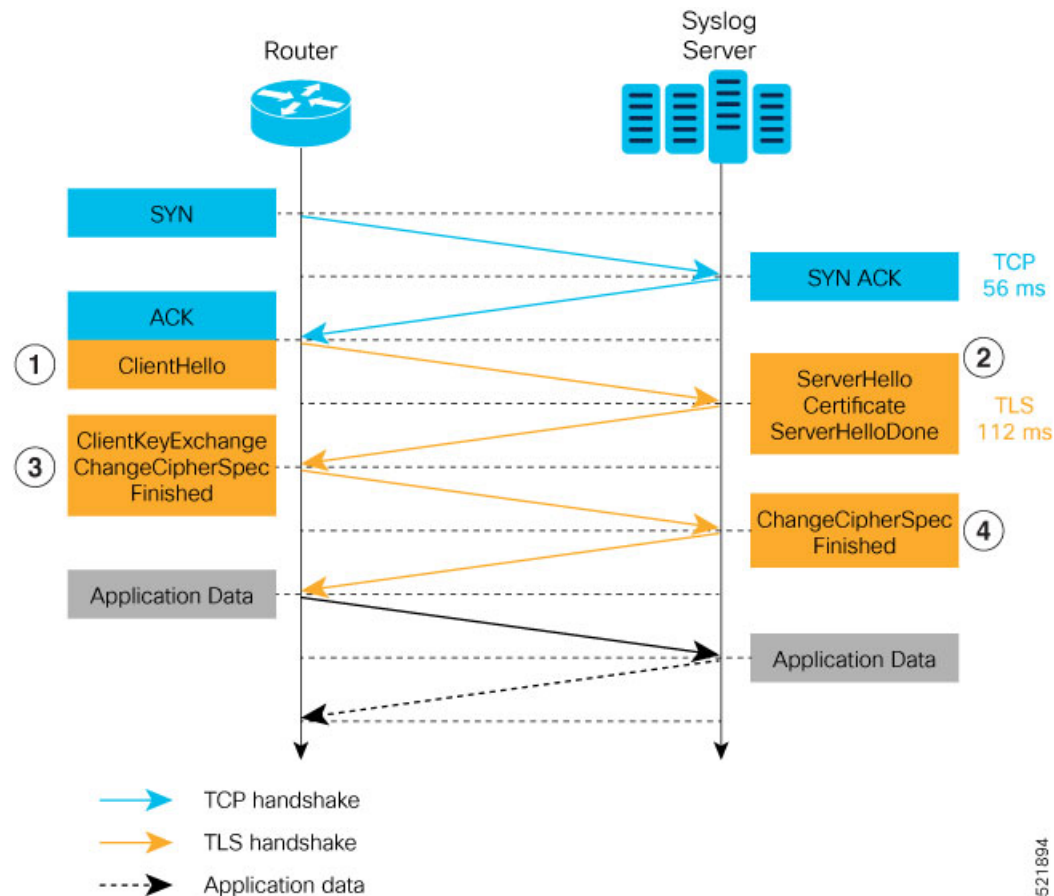 Router
Syslog
Server
SYN
SYN ACK
TCP
56 ms
ACK
1
ClientHello
2
ServerHello
Certificate
ServerHelloDone
TLS
112 ms
3
ClientKeyExchange
ChangeCipherSpec
Finished
ChangeCipherSpec
Finished
4
Application Data
Application Data
TCP handshake
TLS handshake
Application data
521894